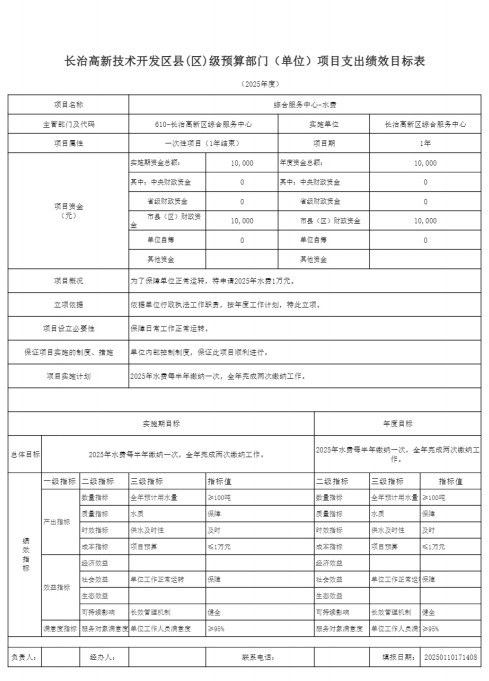 长治高新技术开发区县(区)级预算部门（单位）项目支出绩效目标表
（2025年度）
项目名称 综合服务中心-水费
主管部门及代码 610-长治高新区综合服务中心 实施单位 长治高新区综合服务中心
项目属性 一次性项目（1年结束） 项目期 1年
项目资金（元） 实施期资金总额： 10,000 年度资金总额： 10,000
其中：中央财政资金 0 其中：中央财政资金 0
省级财政资金 0 省级财政资金 0
市县（区）财政资金 10,000 市县（区）财政资金 10,000
单位自筹 0 单位自筹 0
其他资金 其他资金
项目概况 为了保障单位正常运转，特申请2025年水费1万元。
立项依据 依据单位行政执法工作职责，按年度工作计划，特此立项。
项目设立必要性 保障日常工作正常运转。
保证项目实施的制度、措施 单位内部控制制度，保证此项目顺利进行。
项目实施计划 2025年水费每半年缴纳一次，全年完成两次缴纳工作。
实施期目标 年度目标
总体目标 2025年水费每半年缴纳一次，全年完成两次缴纳工作。 2025年水费每半年缴纳一次，全年完成两次缴纳工作。
绩效指标 一级指标 二级指标 三级指标 指标值 二级指标 三级指标 指标值
产出指标 数量指标 全年预计用水量 ≥100吨 数量指标 全年预计用水量 ≥100吨
质量指标 水质 保障 质量指标 水质 保障
时效指标 供水及时性 及时 时效指标 供水及时性 及时
成本指标 项目预算 ≤1万元 成本指标 项目预算 ≤1万元
效益指标 经济效益 经济效益
社会效益 单位工作正常运转 保障 社会效益 单位工作正常运 保障
生态效益 生态效益
可持续影响 长效管理机制 健全 可持续影响 长效管理机制 健全
满意度指标 服务对象满意度 单位工作人员满意度 ≥95% 服务对象满意度 单位工作人员满 ≥95%
负责人： 经办人： 联系电话： 填报日期： 20250110171408